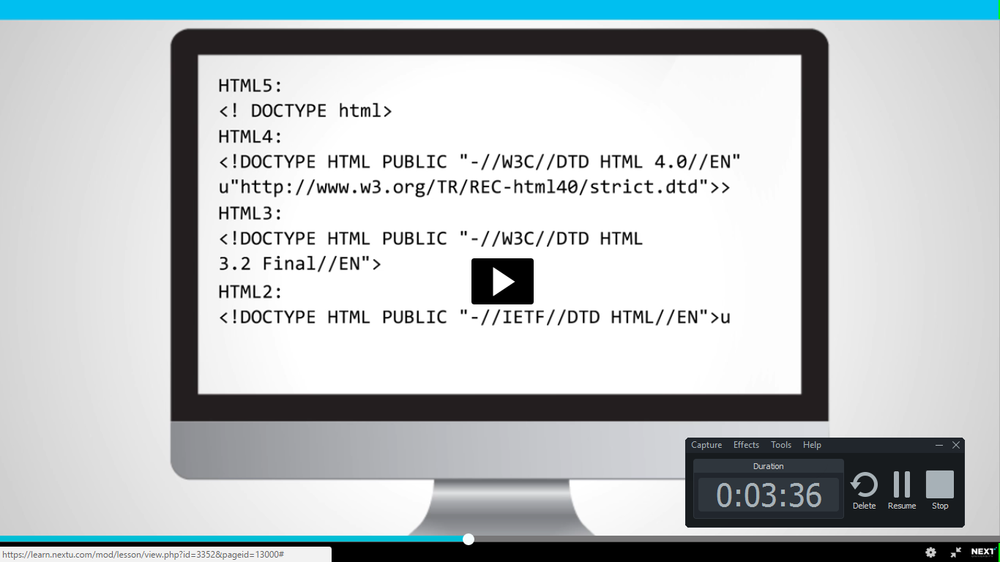 HTML5:
<! DOCTYPE html>
HTML4:
<!DOCTYPE HTML PUBLIC "-//W3C//DTD HTML 4.0//EN"
u"http://www.w3.org/TR/REC-html40/strict.dtd">>
HTML3:
<!DOCTYPE HTML PUBLIC "-//W3C//DTD HTML
3.2 Final//EN">
HTML2:
<!DOCTYPE HTML PUBLIC "-//IETF//DTD HTML//EN">u
Capture Effects Tools Help
Duration
0:03:36
Delete Resume Stop
https://learn.nextu.com/mod/lesson/view.php?id=3352&pageid=13000#
NEXT